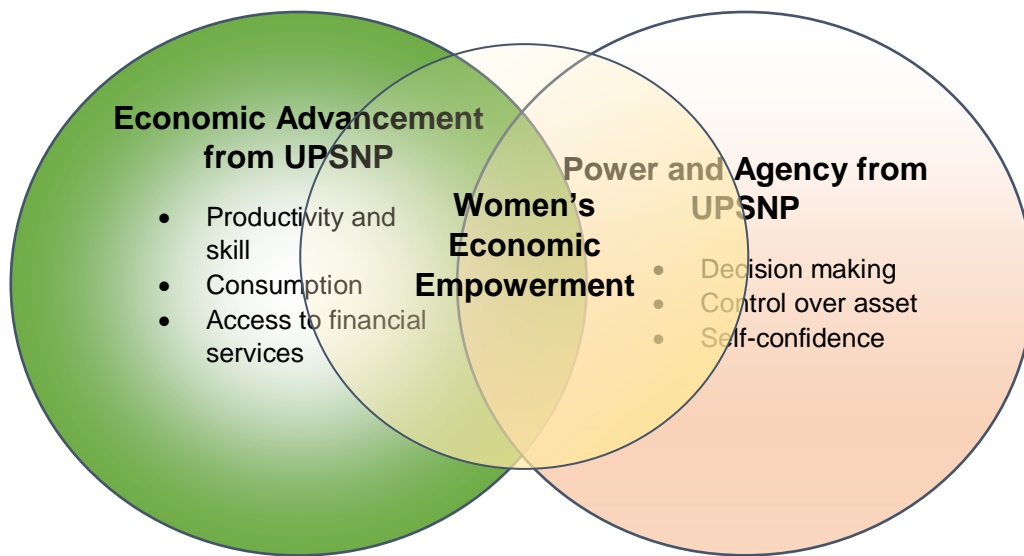 Economic Advancement
from UPSNP
• Productivity and
skill
• Consumption
• Access to financial
services
Women’s
Economic
Empowerment
Power and Agency from
UPSNP
• Decision making
• Control over asset
• Self-confidence